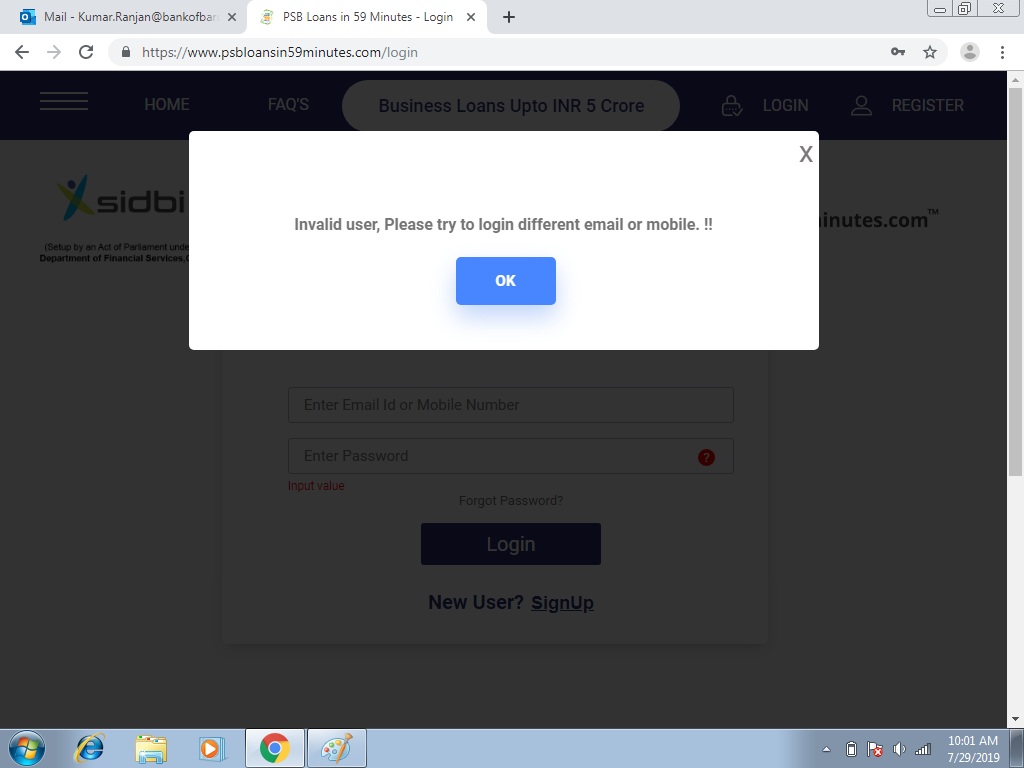 Mail - Kumar.Ranjan@bankofbar
PSB Loans in 59 Minutes - Login
https://www.psbloansin59minutes.com/login
HOME
FAQ'S
Business Loans Upto INR 5 Crore
LOGIN
REGISTER
X
sidbi
inutes.com™
(Setup by an Act of Parliament unde
Department of Financial Services,
Invalid user, Please try to login different email or mobile. !!
OK
Enter Email Id or Mobile Number
Enter Password
?
Input value
Forgot Password?
Login
New User? SignUp
10:01 AM
7/29/2019